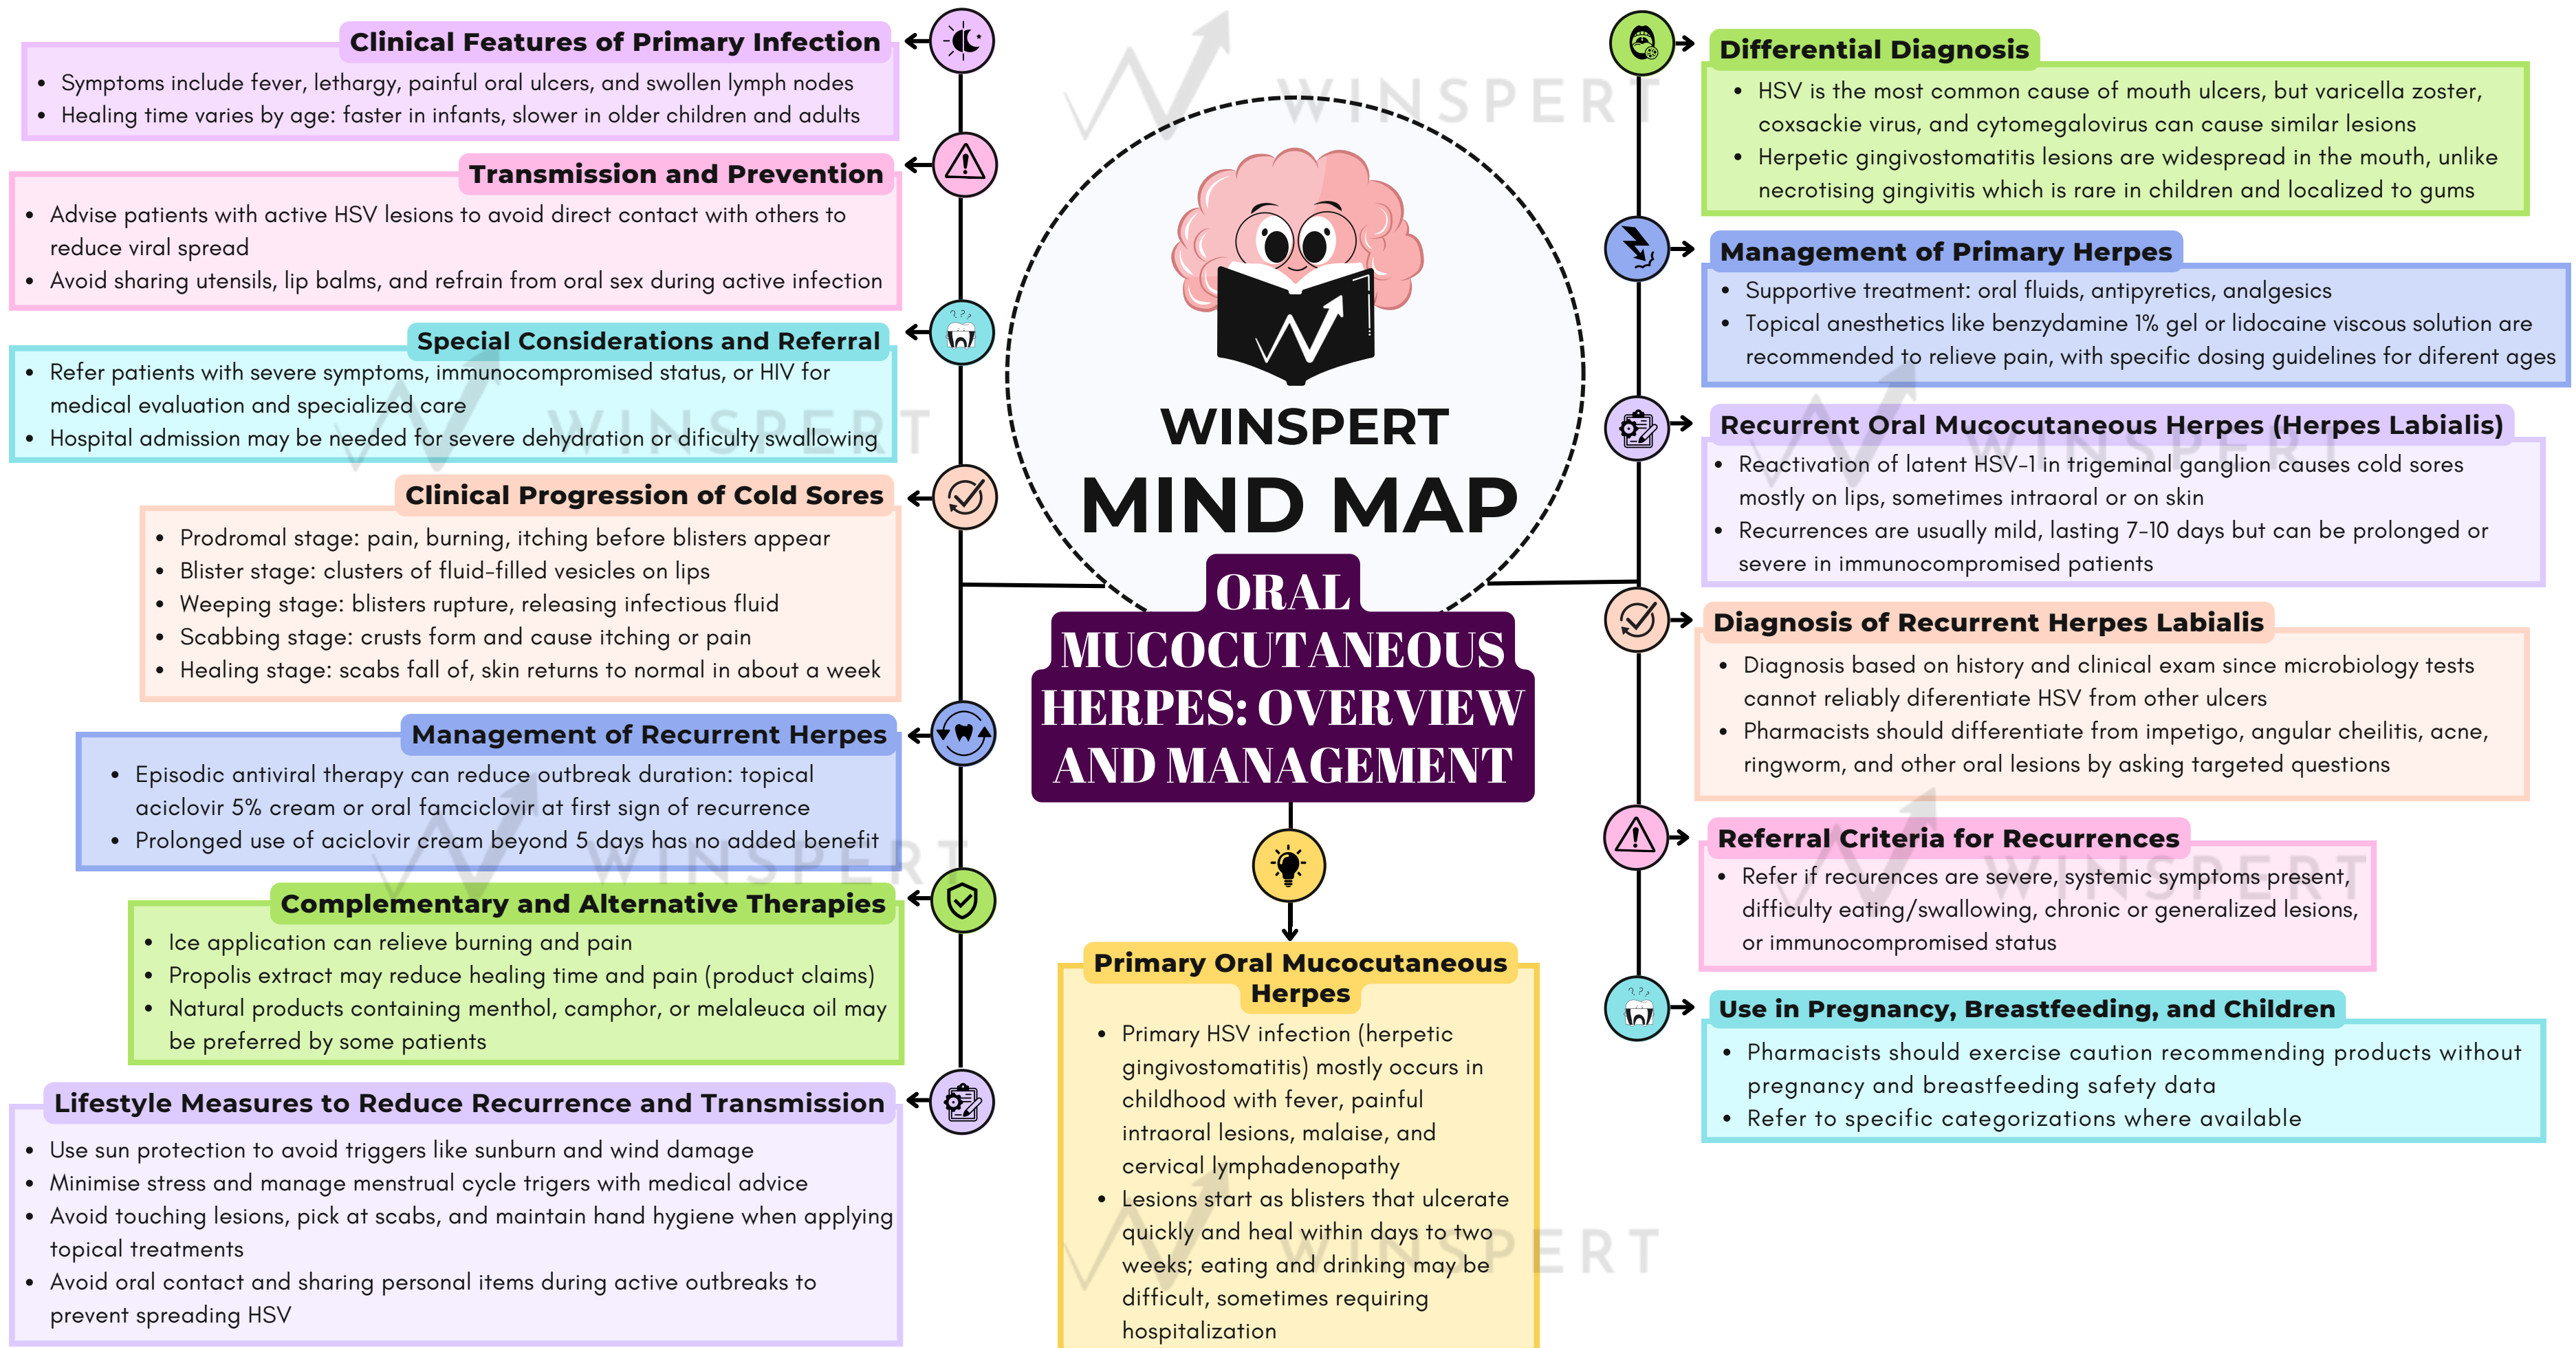 Clinical Features of Primary Infection
Symptoms include fever, lethargy, painful oral ulcers, and swollen lymph nodes
Healing time varies by age: faster in infants, slower in older children and adults
Transmission and Prevention
Advise patients with active HSV lesions to avoid direct contact with others to
reduce viral spread
Avoid sharing utensils, lip balms, and refrain from oral sex during active infection
Special Considerations and Referral
Refer patients with severe symptoms, immunocompromised status, or HIV for
medical evaluation and specialized care
Hospital admission may be needed for severe dehydration or dificulty swallowing
Clinical Progression of Cold Sores
Prodromal stage: pain, burning, itching before blisters appear
Blister stage: clusters of fluid-filled vesicles on lips
Weeping stage: blisters rupture, releasing infectious fluid
Scabbing stage: crusts form and cause itching or pain
Healing stage: scabs fall of, skin returns to normal in about a week
Management of Recurrent Herpes
Episodic antiviral therapy can reduce outbreak duration: topical
aciclovir 5% cream or oral famciclovir at first sign of recurrence
Prolonged use of aciclovir cream beyond 5 days has no added benefit
Complementary and Alternative Therapies
Ice application can relieve burning and pain
Propolis extract may reduce healing time and pain (product claims)
Natural products containing menthol, camphor, or melaleuca oil may
be preferred by some patients
Lifestyle Measures to Reduce Recurrence and Transmission
Use sun protection to avoid triggers like sunburn and wind damage
Minimise stress and manage menstrual cycle trigers with medical advice
Avoid touching lesions, pick at scabs, and maintain hand hygiene when applying
topical treatments
Avoid oral contact and sharing personal items during active outbreaks to
prevent spreading HSV
WINSPERT
WINSPERT
MIND MAP
ORAL
MUCOCUTANEOUS
HERPES: OVERVIEW
AND MANAGEMENT
Primary Oral Mucocutaneous
Herpes
Primary HSV infection (herpetic
gingivostomatitis) mostly occurs in
childhood with fever, painful
intraoral lesions, malaise, and
cervical lymphadenopathy
Lesions start as blisters that ulcerate
quickly and heal within days to two
weeks; eating and drinking may be
difficult, sometimes requiring
hospitalization
Differential Diagnosis
HSV is the most common cause of mouth ulcers, but varicella zoster,
coxsackie virus, and cytomegalovirus can cause similar lesions
Herpetic gingivostomatitis lesions are widespread in the mouth, unlike
necrotising gingivitis which is rare in children and localized to gums
Management of Primary Herpes
Supportive treatment: oral fluids, antipyretics, analgesics
Topical anesthetics like benzydamine 1% gel or lidocaine viscous solution are
recommended to relieve pain, with specific dosing guidelines for diferent ages
Recurrent Oral Mucocutaneous Herpes (Herpes Labialis)
Reactivation of latent HSV-1 in trigeminal ganglion causes cold sores
mostly on lips, sometimes intraoral or on skin
Recurrences are usually mild, lasting 7-10 days but can be prolonged or
severe in immunocompromised patients
Diagnosis of Recurrent Herpes Labialis
Diagnosis based on history and clinical exam since microbiology tests
cannot reliably diferentiate HSV from other ulcers
Pharmacists should differentiate from impetigo, angular cheilitis, acne,
ringworm, and other oral lesions by asking targeted questions
Referral Criteria for Recurrences
Refer if recurences are severe, systemic symptoms present,
difficulty eating/swallowing, chronic or generalized lesions,
or immunocompromised status
Use in Pregnancy, Breastfeeding, and Children
Pharmacists should exercise caution recommending products without
pregnancy and breastfeeding safety data
Refer to specific categorizations where available
WINSPERT
WINSPERT
WINSPERT
WINSPERT
WINSPERT